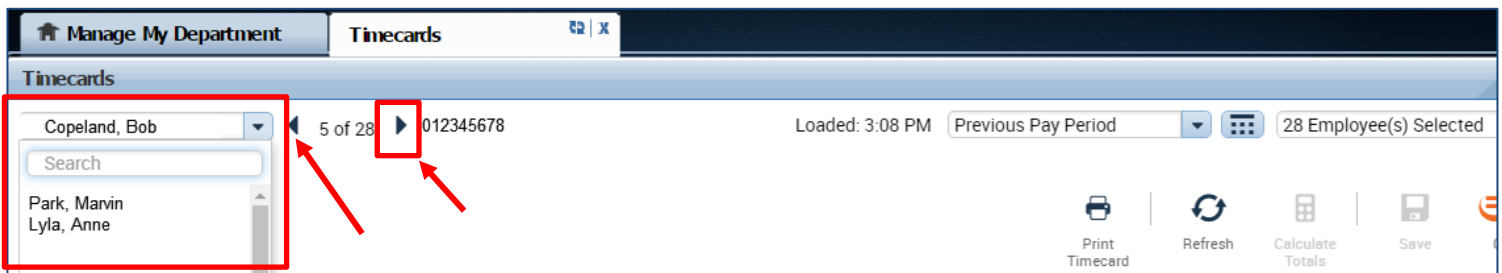 Manage My Department
Timecards
Timecards
Copeland, Bob
5 of 28
012345678
Loaded: 3:08 PM
Previous Pay Period
28 Employee(s) Selected
Search
Park, Marvin
Lyla, Anne
Print
Timecard
Refresh
Calculate
Totals
Save